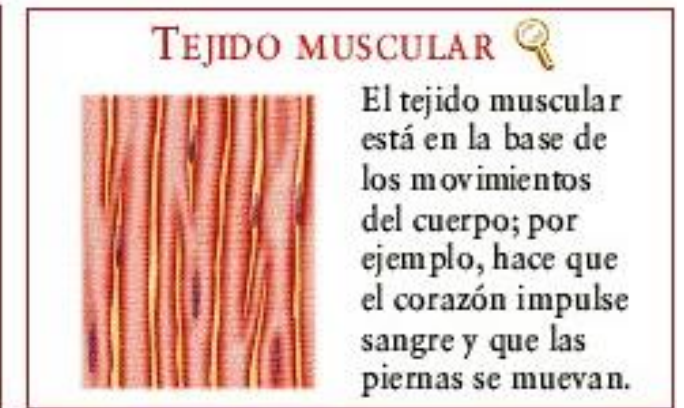 TEJIDO MUSCULAR
El tejido muscular
está en la base de
los movimientos
del cuerpo; por
ejemplo, hace que
el corazón impulse
sangre y que las
piernas se muevan.